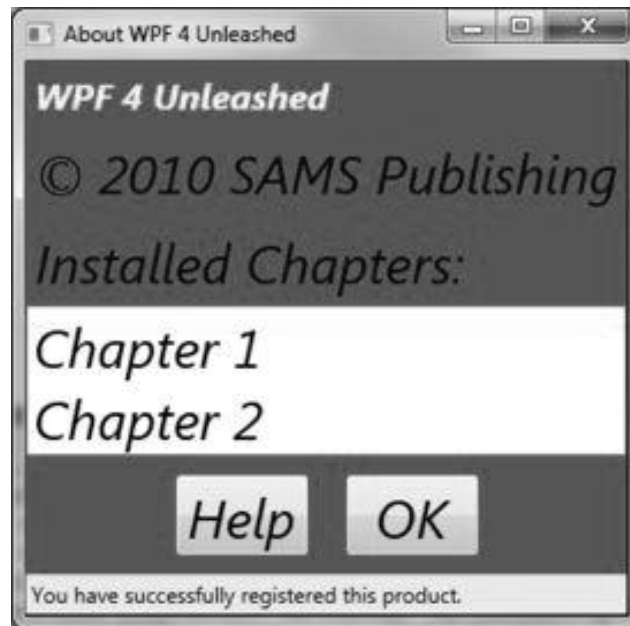 About WPF 4 Unleashed
WPF 4 Unleashed
© 2010 SAMS Publishing
Installed Chapters:
Chapter 1
Chapter 2
Help OK
You have successfully registered this product.